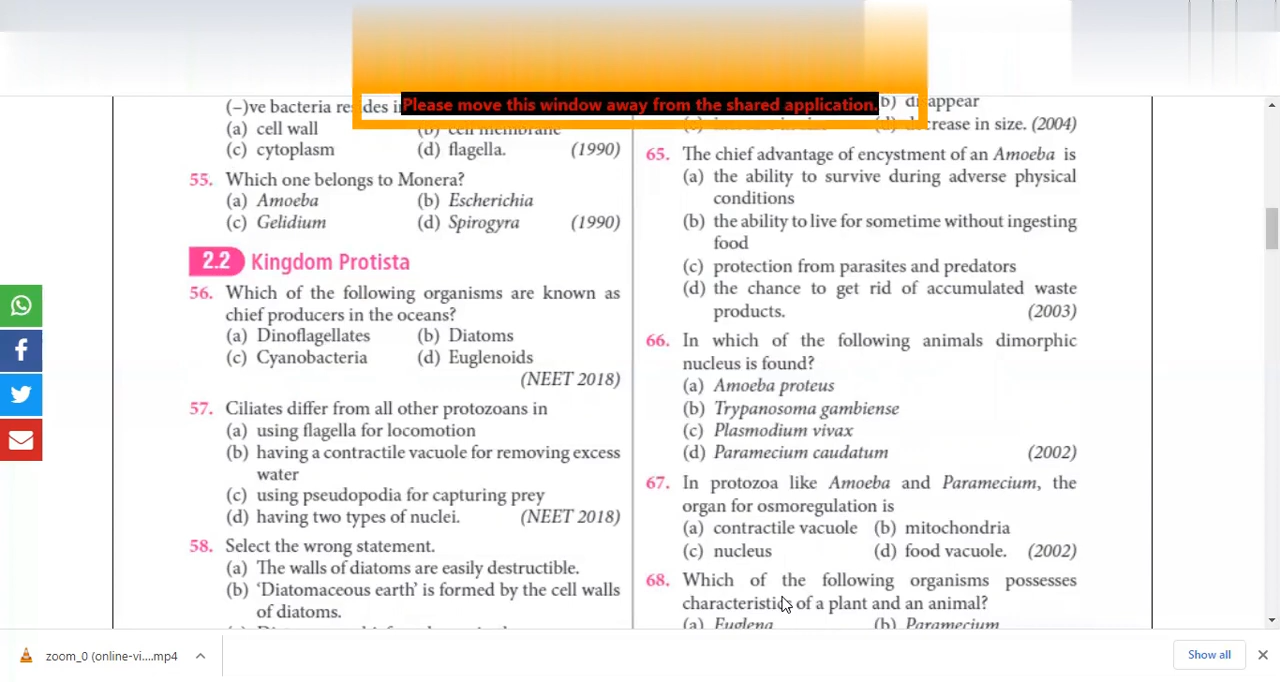 (–)ve bacteria resides i
Please move this window away from the shared application.
(a) cell wall
(b) cell membrane
(c) cytoplasm (d) flagella. (1990)
55. Which one belongs to Monera?
(a) Amoeba (b) Escherichia
(c) Gelidium (d) Spirogyra (1990)
2.2 Kingdom Protista
56. Which of the following organisms are known as
chief producers in the oceans?
(a) Dinoflagellates (b) Diatoms
(c) Cyanobacteria (d) Euglenoids
(NEET 2018)
57. Ciliates differ from all other protozoans in
(a) using flagella for locomotion
(b) having a contractile vacuole for removing excess
water
(c) using pseudopodia for capturing prey
(d) having two types of nuclei. (NEET 2018)
58. Select the wrong statement.
(a) The walls of diatoms are easily destructible.
(b) ‘Diatomaceous earth’ is formed by the cell walls
of diatoms.
b) disappear
(d) decrease in size. (2004)
65. The chief advantage of encystment of an Amoeba is
(a) the ability to survive during adverse physical
conditions
(b) the ability to live for sometime without ingesting
food
(c) protection from parasites and predators
(d) the chance to get rid of accumulated waste
products. (2003)
66. In which of the following animals dimorphic
nucleus is found?
(a) Amoeba proteus
(b) Trypanosoma gambiense
(c) Plasmodium vivax
(d) Paramecium caudatum (2002)
67. In protozoa like Amoeba and Paramecium, the
organ for osmoregulation is
(a) contractile vacuole (b) mitochondria
(c) nucleus (d) food vacuole. (2002)
68. Which of the following organisms possesses
characteristics of a plant and an animal?
(a) Euglena (b) Paramecium
zoom_0 (online-vi....mp4
Show all